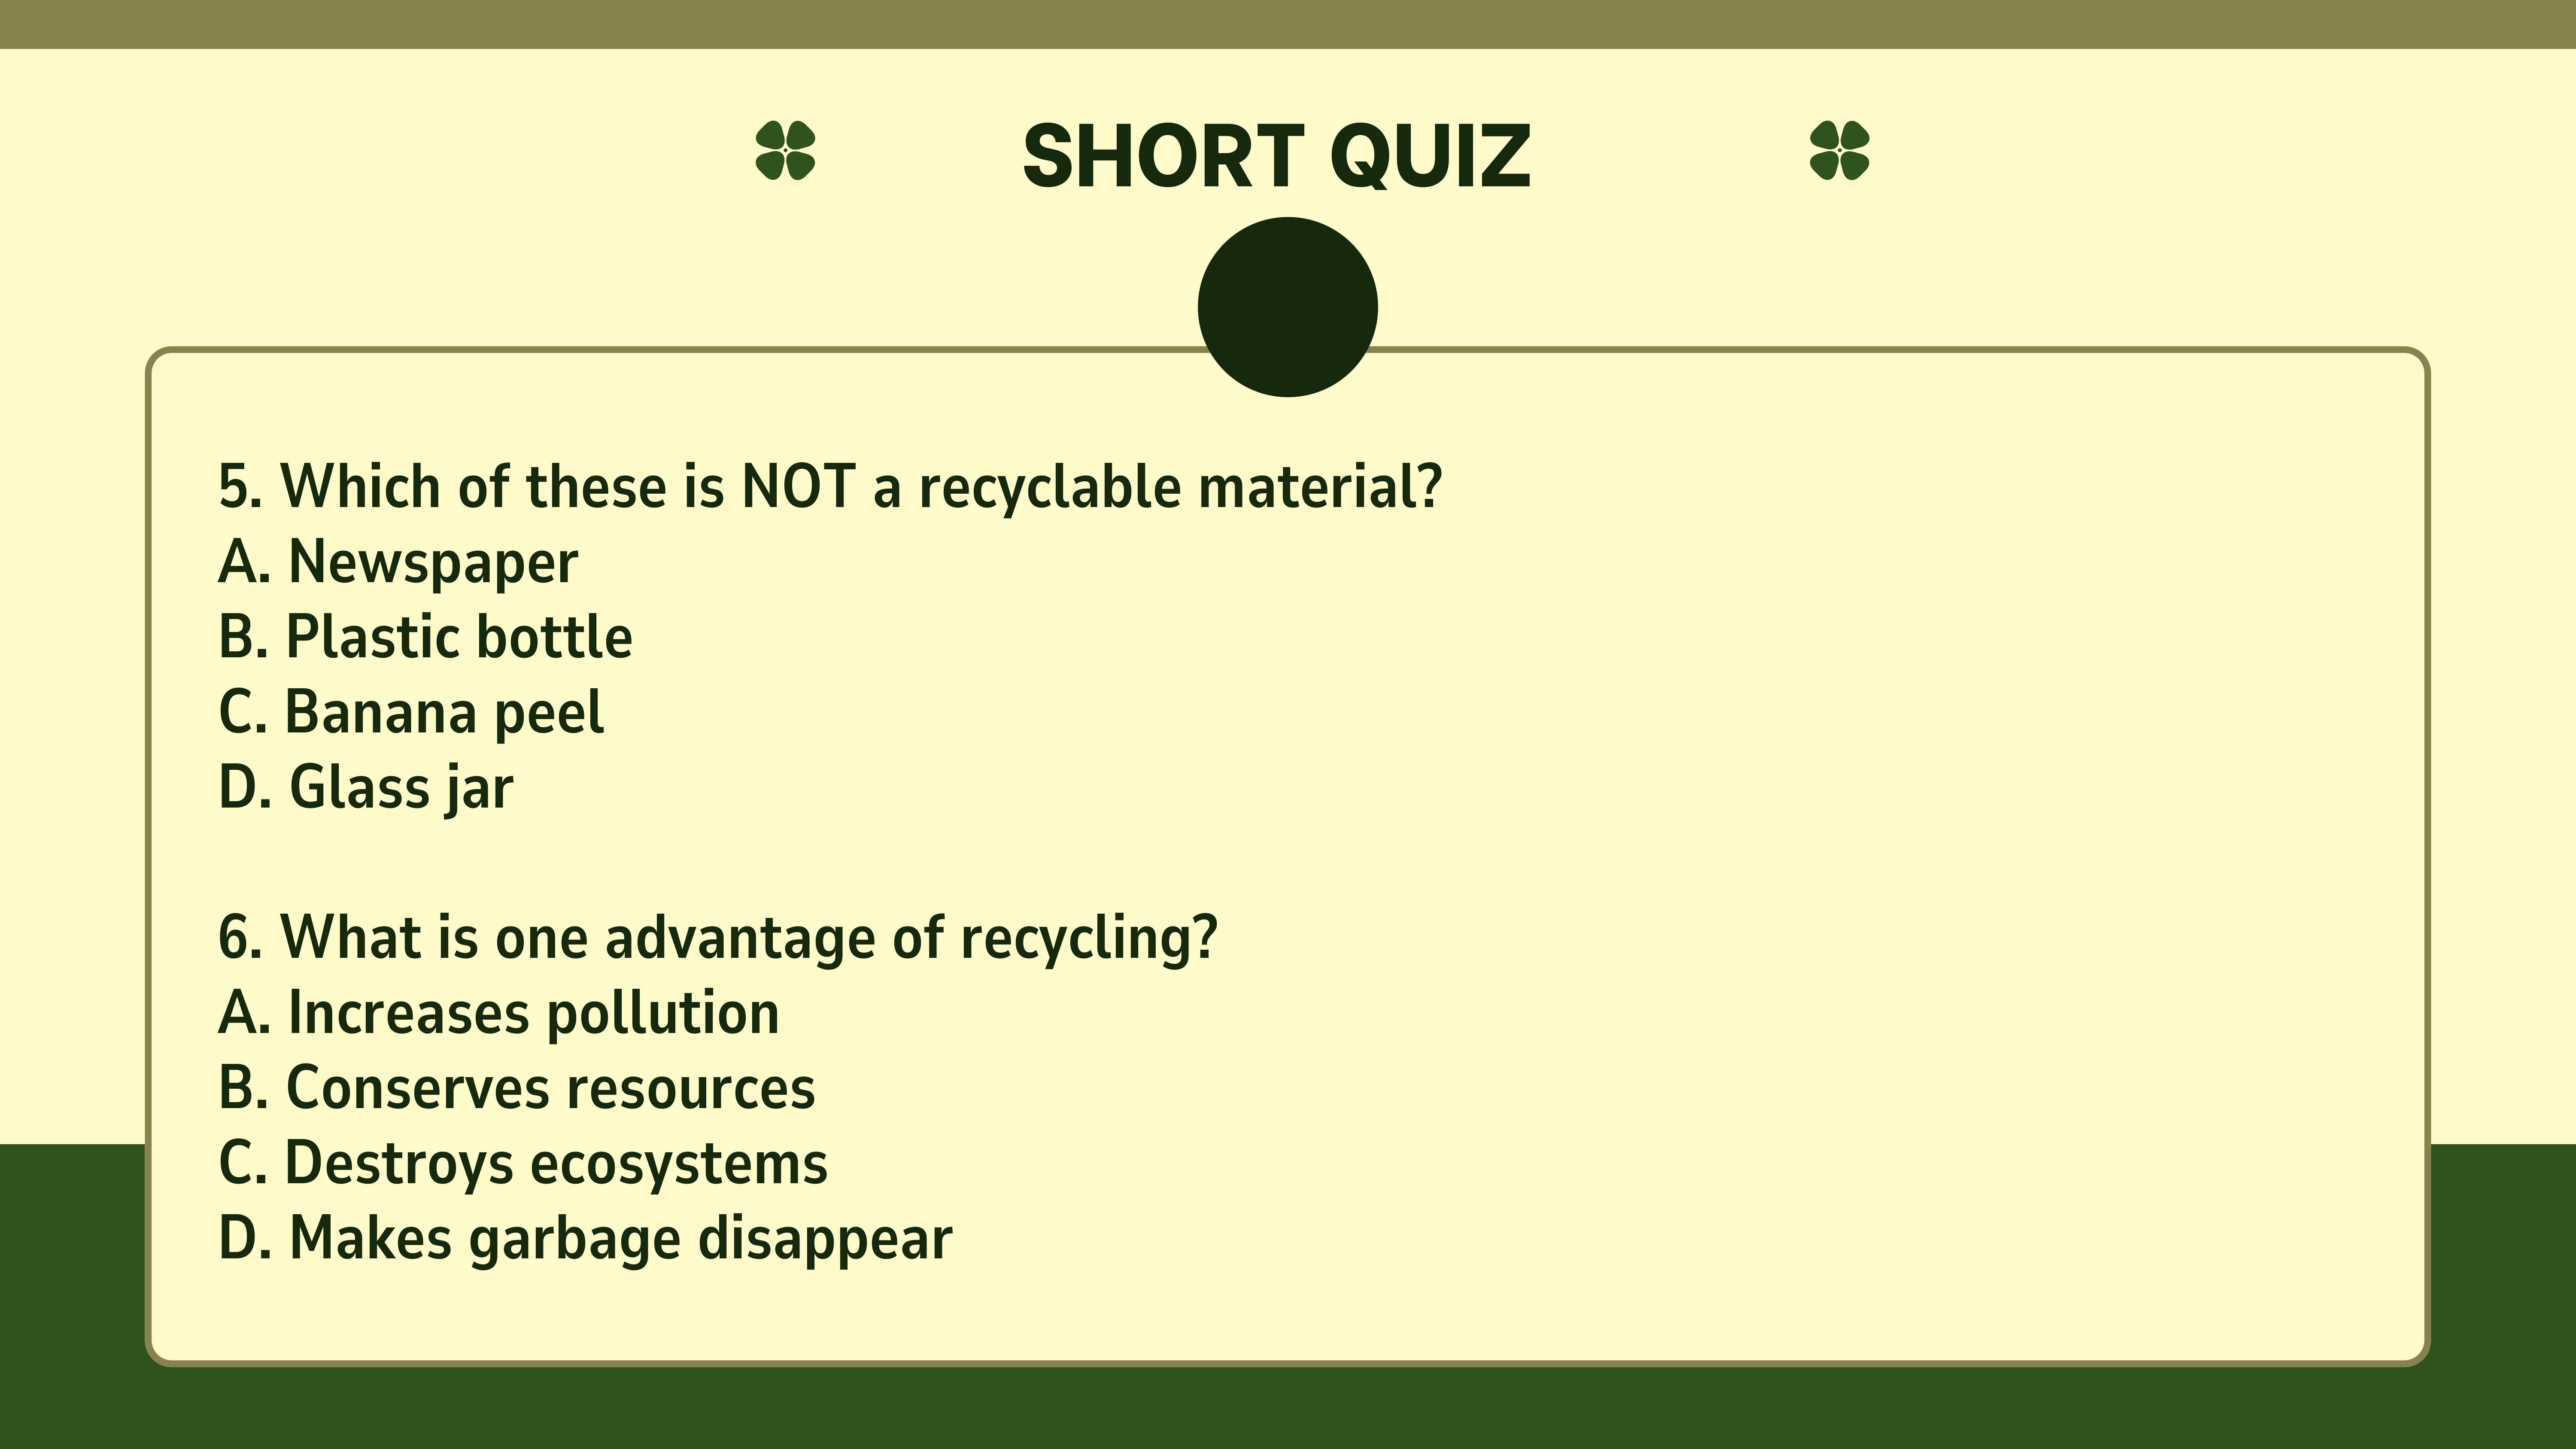 SHORT QUIZ
5. Which of these is NOT a recyclable material?
A. Newspaper
B. Plastic bottle
C. Banana peel
D. Glass jar
6. What is one advantage of recycling?
A. Increases pollution
B. Conserves resources
C. Destroys ecosystems
D. Makes garbage disappear